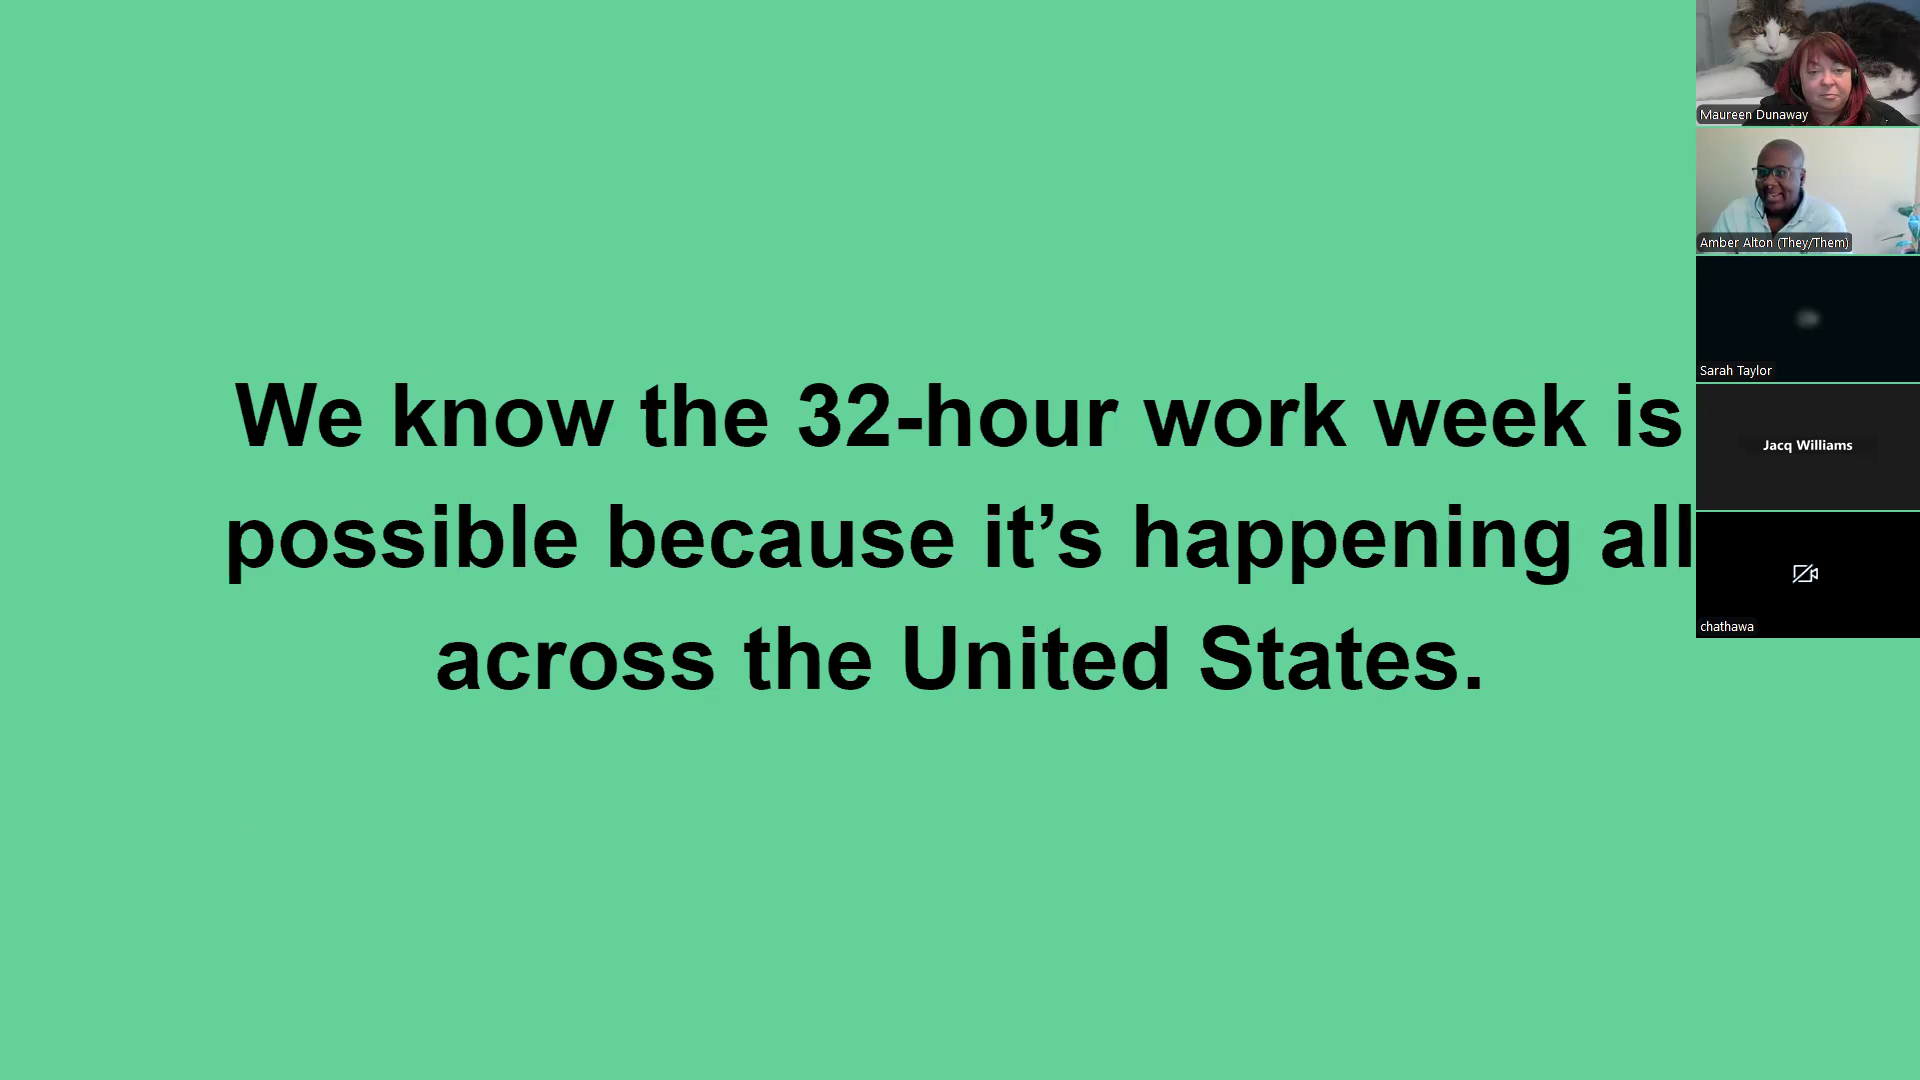 We know the 32-hour work week is
possible because it’s happening all
across the United States.
Maureen Dunaway
Amber Alton (They/Them)
Sarah Taylor
Jacq Williams
chathawa